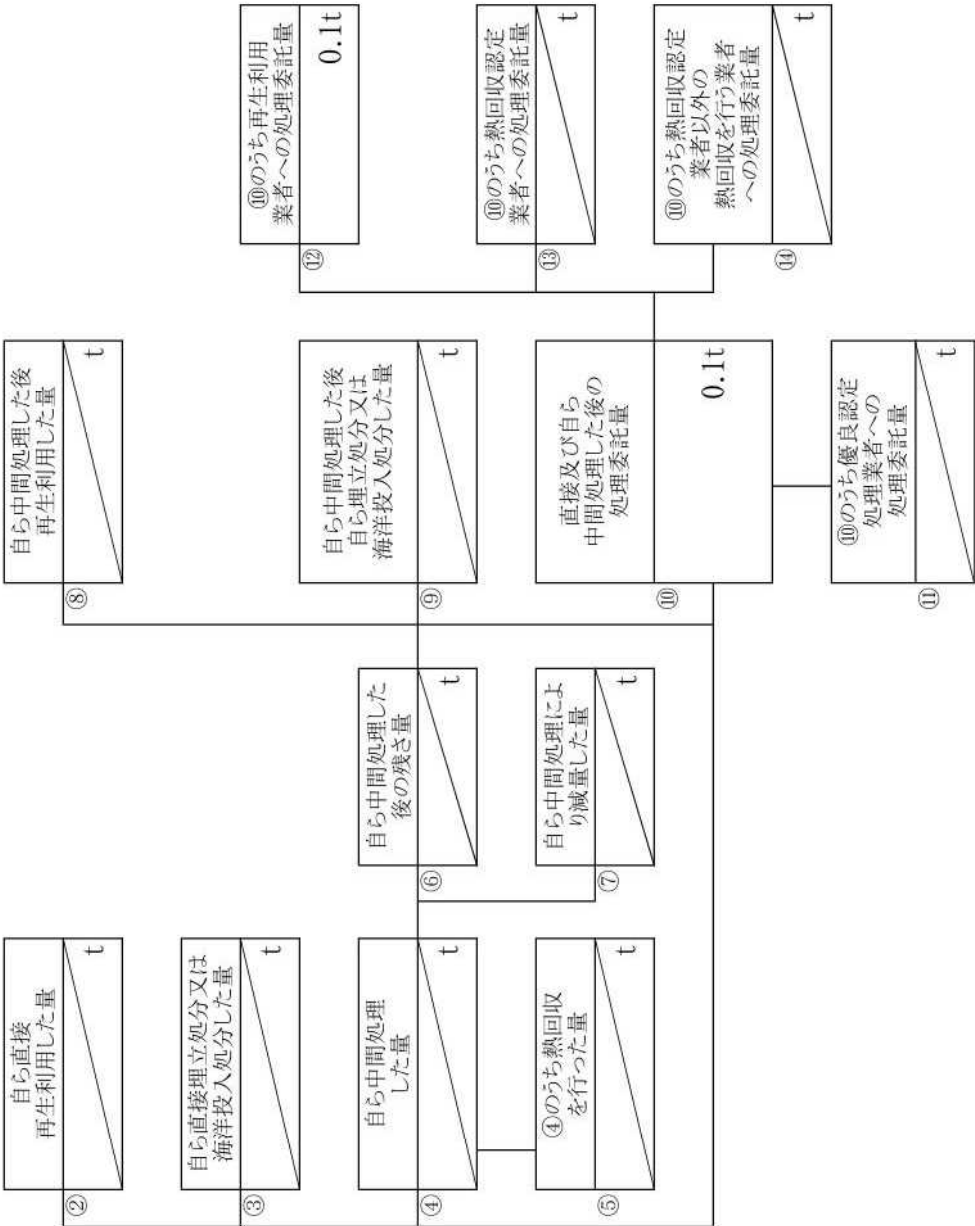 ②
自ら直接
再生利用した量
t
③
自ら直接埋立処分又は
海洋投入処分した量
t
④
自ら中間処理
した量
t
⑤
④のうち熱回収
を行った量
t
⑥
自ら中間処理した
後の残さ量
t
⑦
自ら中間処理によ
り減量した量
t
⑧
自ら中間処理した後
再生利用した量
t
⑨
自ら中間処理した後
自ら埋立処分又は
海洋投入処分した量
t
⑩
直接及び自ら
中間処理した後の
処理委託量
0.1t
⑪
⑩のうち優良認定
処理業者への
処理委託量
t
⑫
⑩のうち再生利用
業者への処理委託量
0.1t
⑬
⑩のうち熱回収認定
業者への処理委託量
t
⑭
⑩のうち熱回収認定
業者以外の
熱回収を行う業者
への処理委託量
t